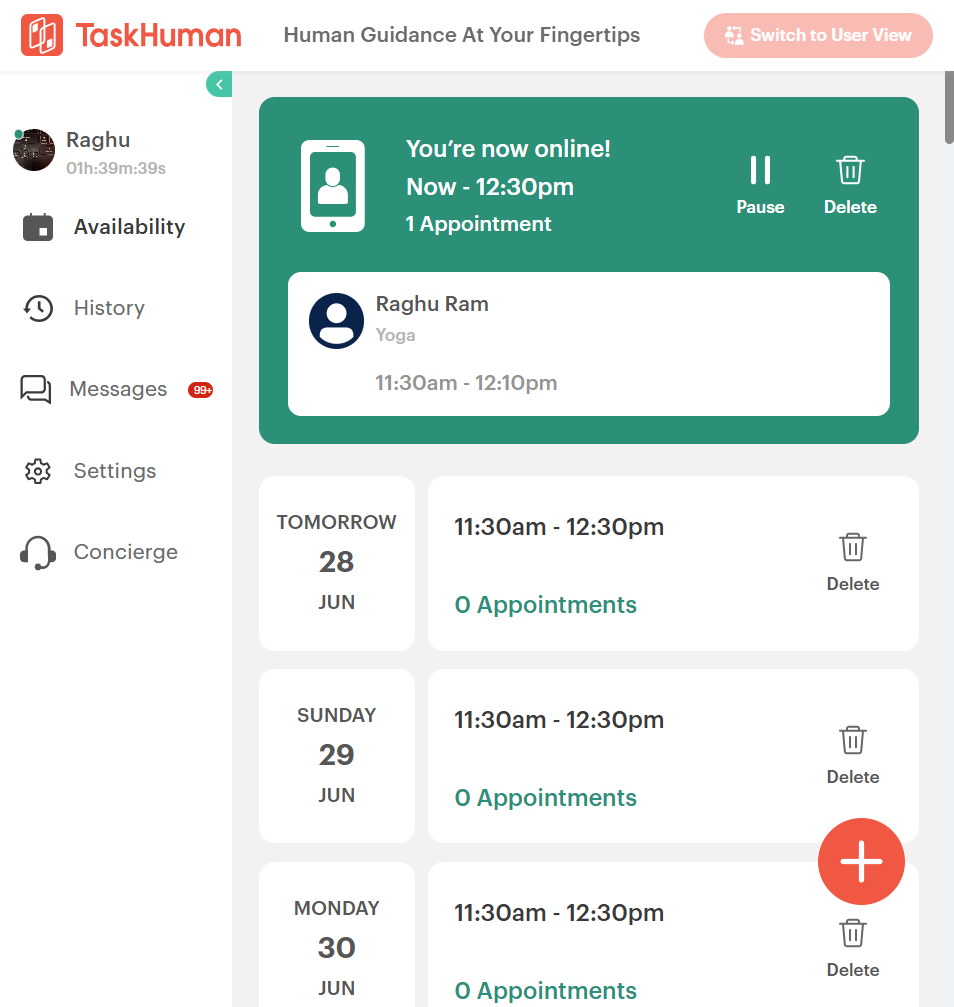 TaskHuman
Human Guidance At Your Fingertips
Switch to User View
Raghu
01h:39m:39s
Availability
History
Messages
99+
Settings
Concierge
You’re now online!
Now - 12:30pm
1 Appointment
Pause
Delete
Raghu Ram
Yoga
11:30am - 12:10pm
TOMORROW
28
JUN
11:30am - 12:30pm
0 Appointments
Delete
SUNDAY
29
JUN
11:30am - 12:30pm
0 Appointments
Delete
MONDAY
30
JUN
11:30am - 12:30pm
0 Appointments
Delete